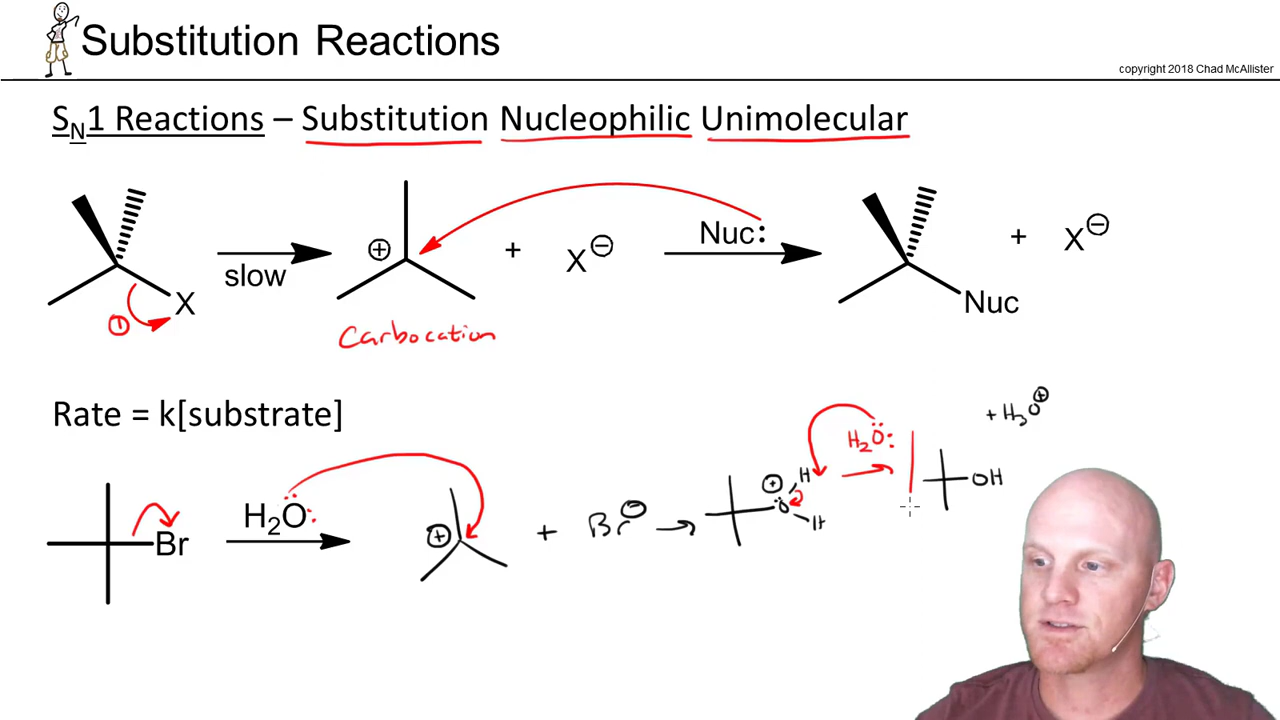 Substitution Reactions
copyright 2018 Chad McAllister
SN1 Reactions – Substitution Nucleophilic Unimolecular
X
①
slow
⊕
+ X⊖
Nuc:
Nuc
+ X⊖
Carbocation
Rate = k[substrate]
Br
H2O:
⊕
+ Br⊖
⊕
O
H
H
H2O:
OH
+ H3O⊕